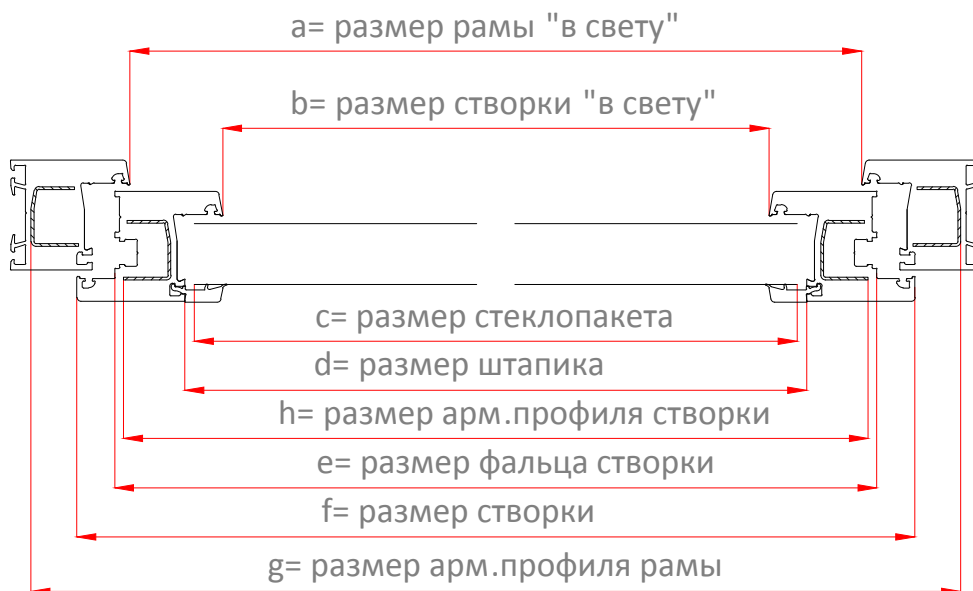 a= размер рамы "в свету"
b= размер створки "в свету"
c= размер стеклопакета
d= размер штапика
h= размер арм.профиля створки
e= размер фальца створки
f= размер створки
g= размер арм.профиля рамы